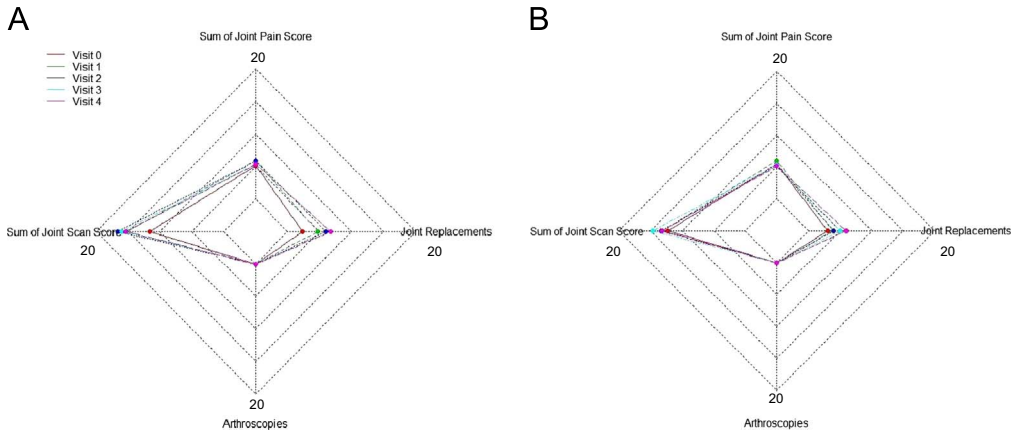 A
B
Sum of Joint Pain Score
20
Visit 0
Visit 1
Visit 2
Visit 3
Visit 4
Sum of Joint Scan Score
20
Joint Replacements
20
20
Arthroscopies
Sum of Joint Pain Score
20
Sum of Joint Scan Score
20
Joint Replacements
20
20
Arthroscopies